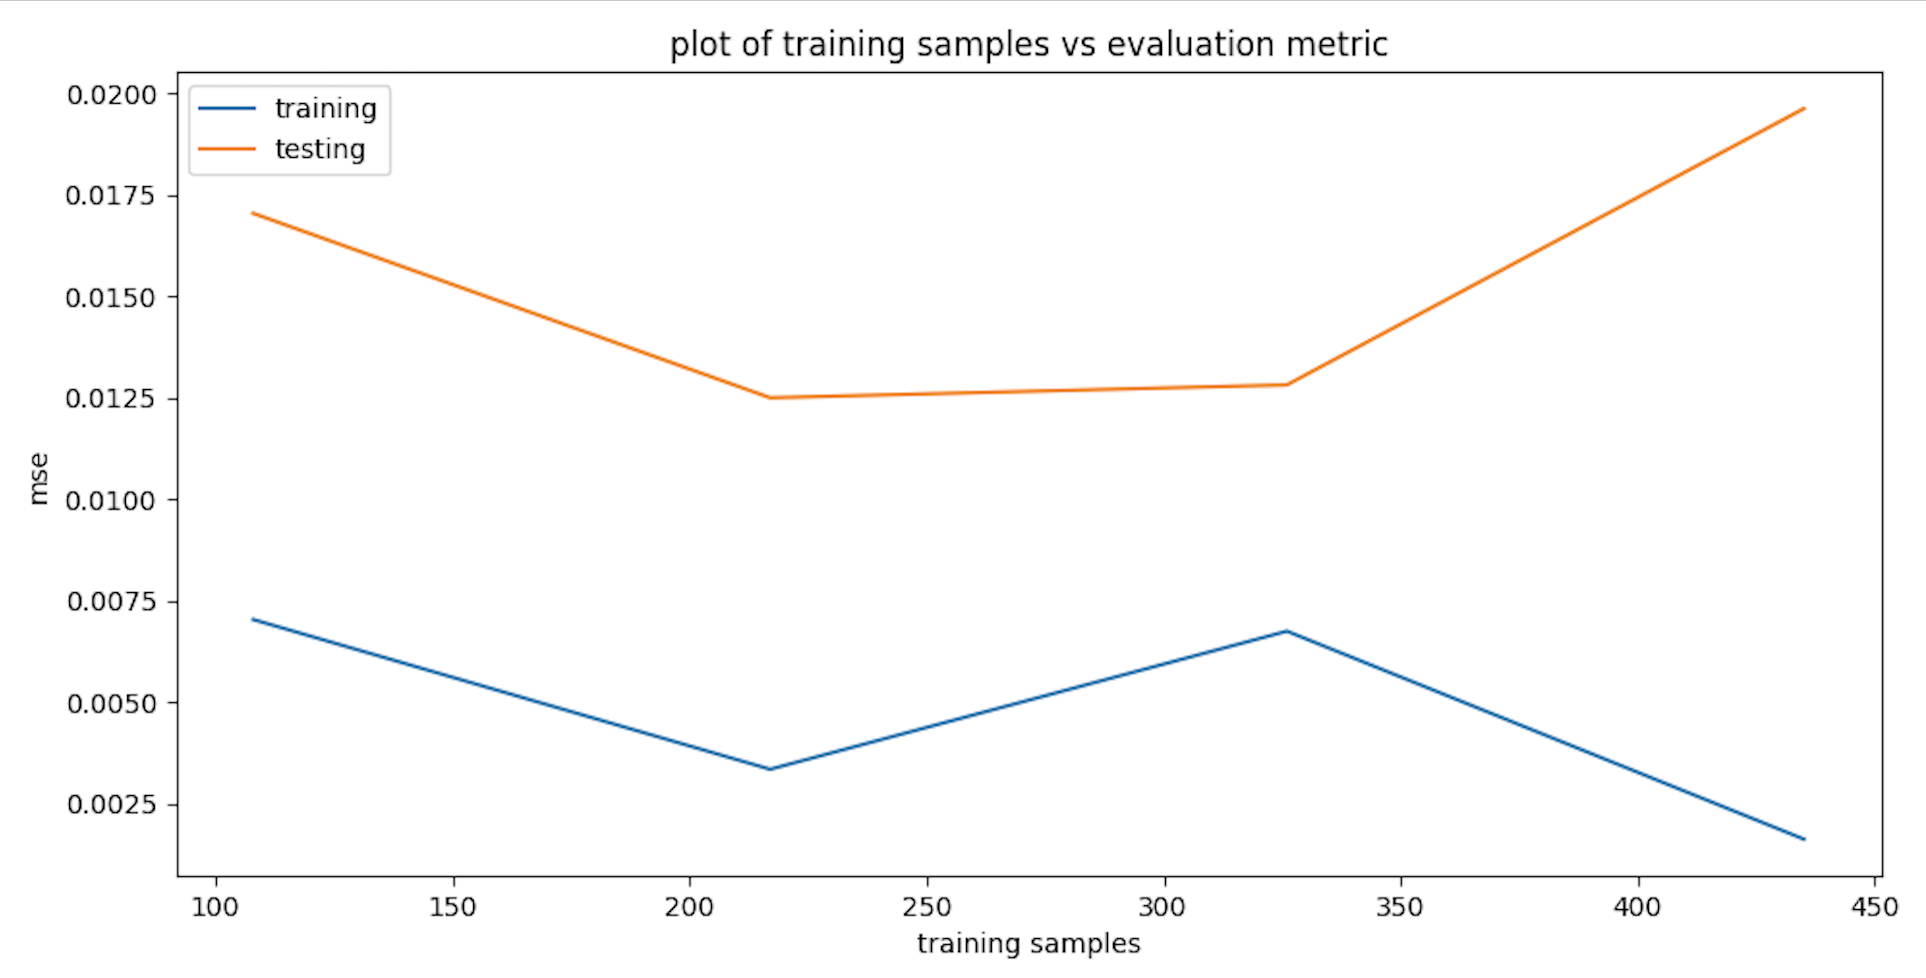 plot of training samples vs evaluation metric
training
testing
0.0200
0.0175
0.0150
0.0125
0.0100
0.0075
0.0050
0.0025
mse
100 150 200 250 300 350 400 450
training samples